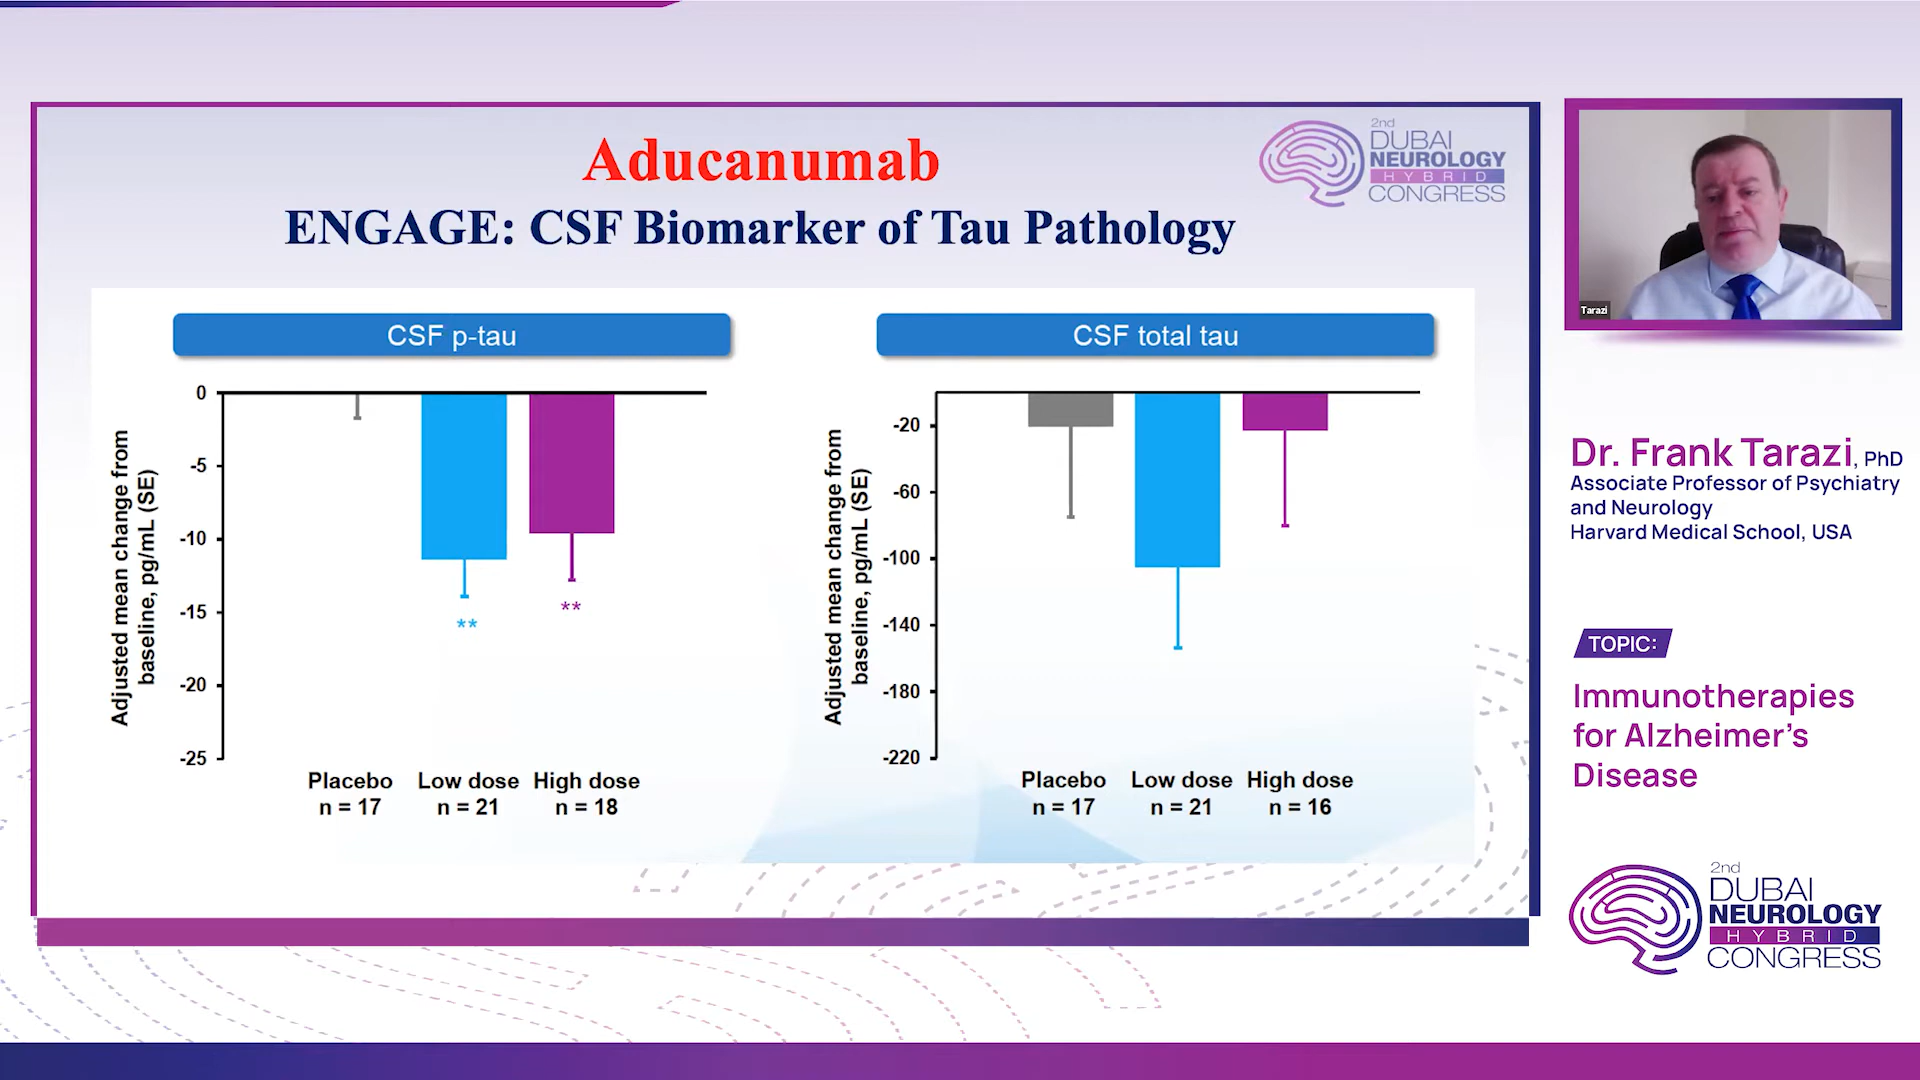 2nd
DUBAI
NEUROLOGY
HYBRID
CONGRESS
Aducanumab
ENGAGE: CSF Biomarker of Tau Pathology
CSF p-tau
Adjusted mean change from
baseline, pg/mL (SE)
0
-5
-10
-15
-20
-25
**
**
Placebo
n = 17
Low dose
n = 21
High dose
n = 18
CSF total tau
Adjusted mean change from
baseline, pg/mL (SE)
-20
-60
-100
-140
-180
-220
Placebo
n = 17
Low dose
n = 21
High dose
n = 16
Tarazi
Dr. Frank Tarazi, PhD
Associate Professor of Psychiatry
and Neurology
Harvard Medical School, USA
TOPIC:
Immunotherapies
for Alzheimer's
Disease
2nd
DUBAI
NEUROLOGY
HYBRID
CONGRESS